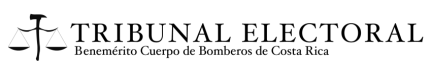 TRIBUNAL ELECTORAL
Benemérito Cuerpo de Bomberos de Costa Rica